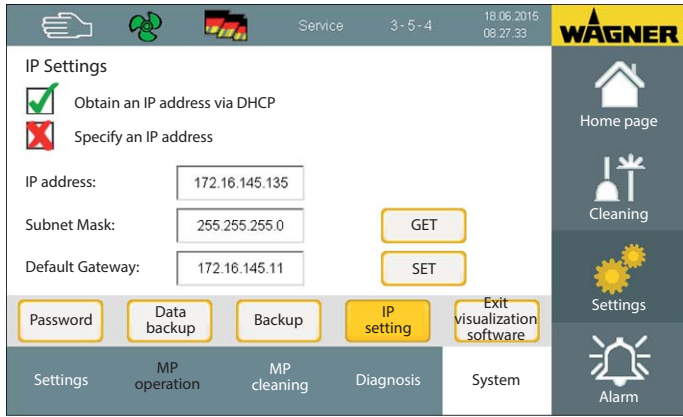 Service 3-5-4 18.06.2015
08.27.33
WAGNER
IP Settings
Obtain an IP address via DHCP
Specify an IP address
IP address: 172.16.145.135
Subnet Mask: 255.255.255.0 GET
Default Gateway: 172.16.145.11 SET
Password
Data
backup
Backup
IP
setting
Exit
visualization
software
Settings
MP
operation
MP
cleaning
Diagnosis
System
Home page
Cleaning
Settings
Alarm